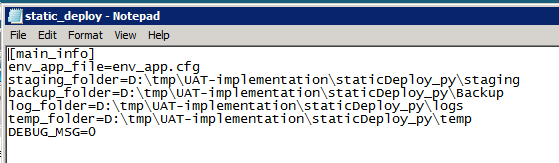 static_deploy - Notepad
File Edit Format View Help
[main_info]
env_app_file=env_app.cfg
staging_folder=D:\tmp\UAT-implementation\staticDeploy_py\staging
backup_folder=D:\tmp\UAT-implementation\staticDeploy_py\Backup
log_folder=D:\tmp\UAT-implementation\staticDeploy_py\logs
temp_folder=D:\tmp\UAT-implementation\staticDeploy_py\temp
DEBUG_MSG=0